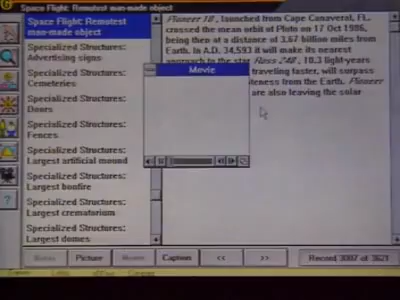 Space Flight: Remotest man-made object
Space Flight: Remotest
man-made object
Specialized Structures:
Advertising signs
Specialized Structures:
Cemeteries
Specialized Structures:
Doors
Specialized Structures:
Fences
Specialized Structures:
Largest artificial mound
Specialized Structures:
Largest bonfire
Specialized Structures:
Largest crematorium
Specialized Structures:
Largest domes
Pioneer 10, launched from Cape Canaveral, FL,
crossed the mean orbit of Pluto on 17 Oct 1986,
being then at a distance of 3.67 billion miles from
Earth. In A.D. 34,593 it will make its nearest
approach to the star Ross 248, 10.3 light-years
traveling faster, will surpass
remoteness from the Earth. Pioneer
are also leaving the solar
Movie
?
Picture
Movie
Caption
<<
>>
Record 3007 of 3621